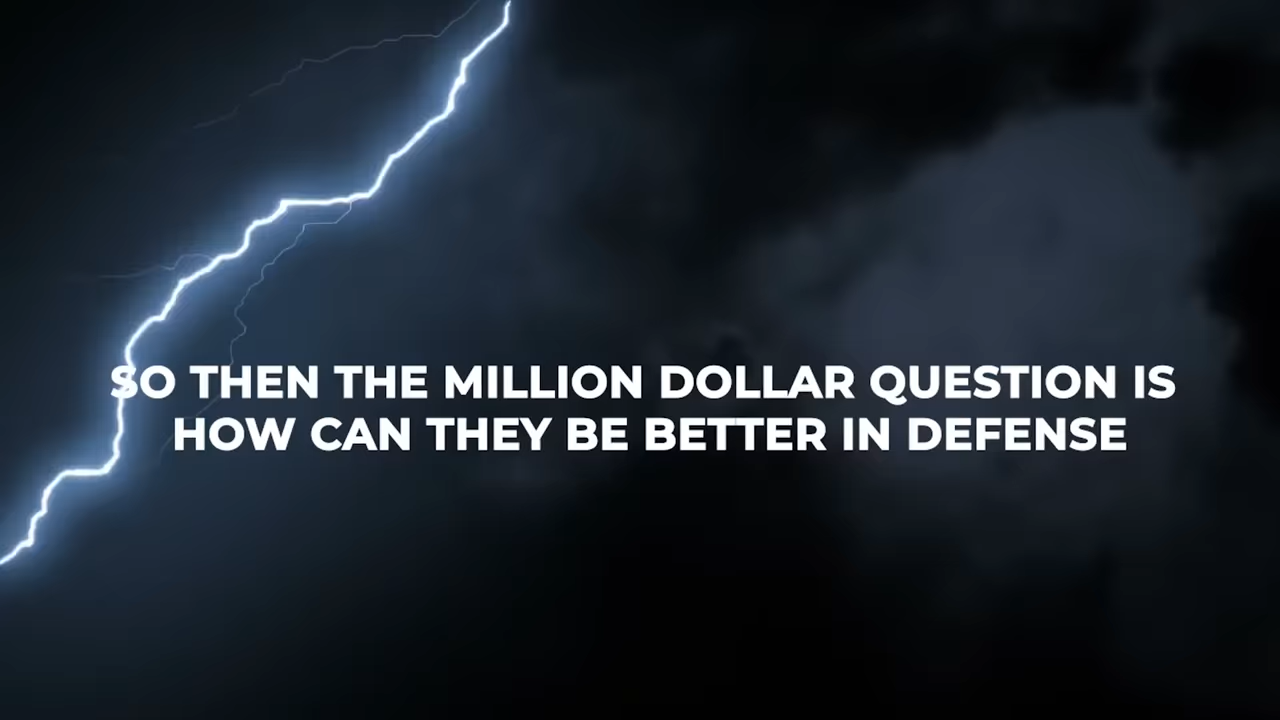 SO THEN THE MILLION DOLLAR QUESTION IS
HOW CAN THEY BE BETTER IN DEFENSE